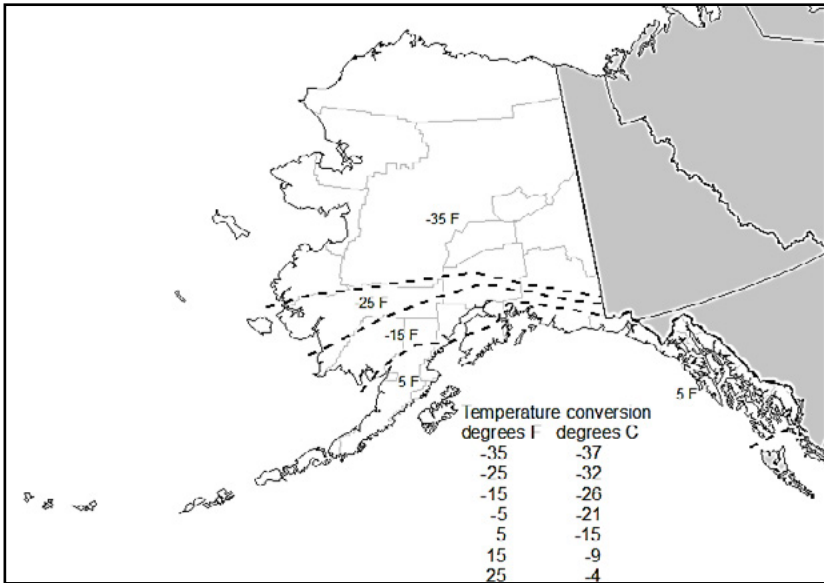 -35 F
-25 F
-15 F
5 F
5 F
Temperature conversion
degrees F degrees C
-35 -37
-25 -32
-15 -26
-5 -21
5 -15
15 -9
25 -4